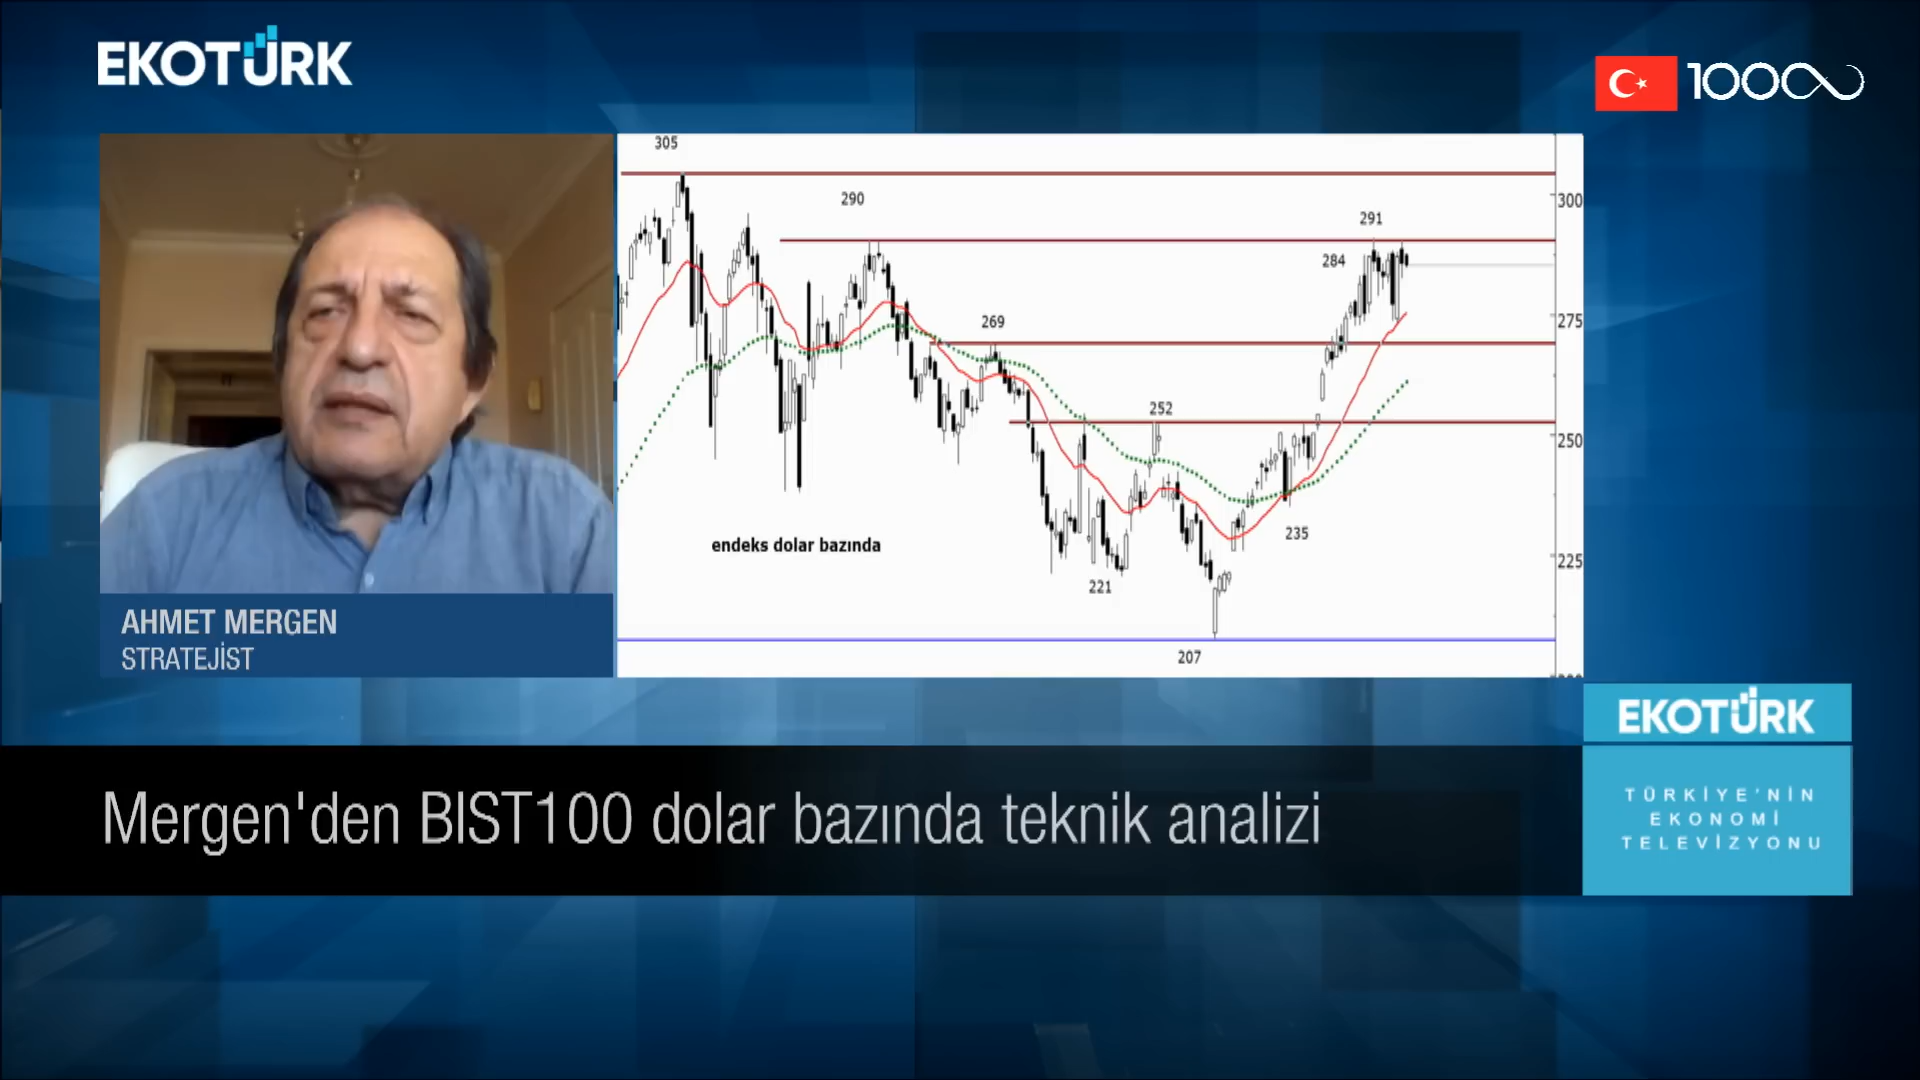 EKOTÜRK
100
305
290
291
284
269
252
235
221
207
endeks dolar bazında
300
275
250
225
AHMET MERGEN
STRATEJİST
EKOTÜRK
Mergen'den BIST100 dolar bazında teknik analizi
TÜRKİYE'NİN
EKONOMİ
TELEVİZYONU